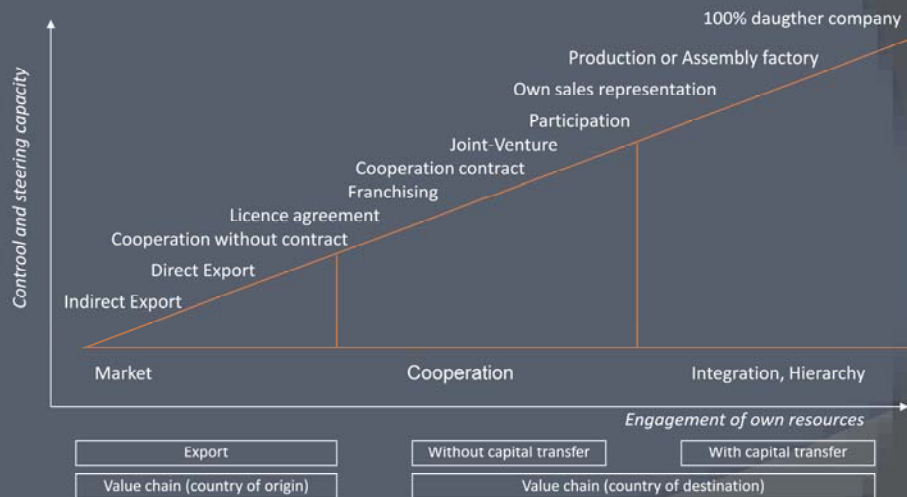 100% daugther company
Production or Assembly factory
Own sales representation
Participation
Joint-Venture
Cooperation contract
Franchising
Licence agreement
Cooperation without contract
Direct Export
Indirect Export
Controol and steering capacity
Market
Cooperation
Integration, Hierarchy
Engagement of own resources
Export
Without capital transfer
With capital transfer
Value chain (country of origin)
Value chain (country of destination)